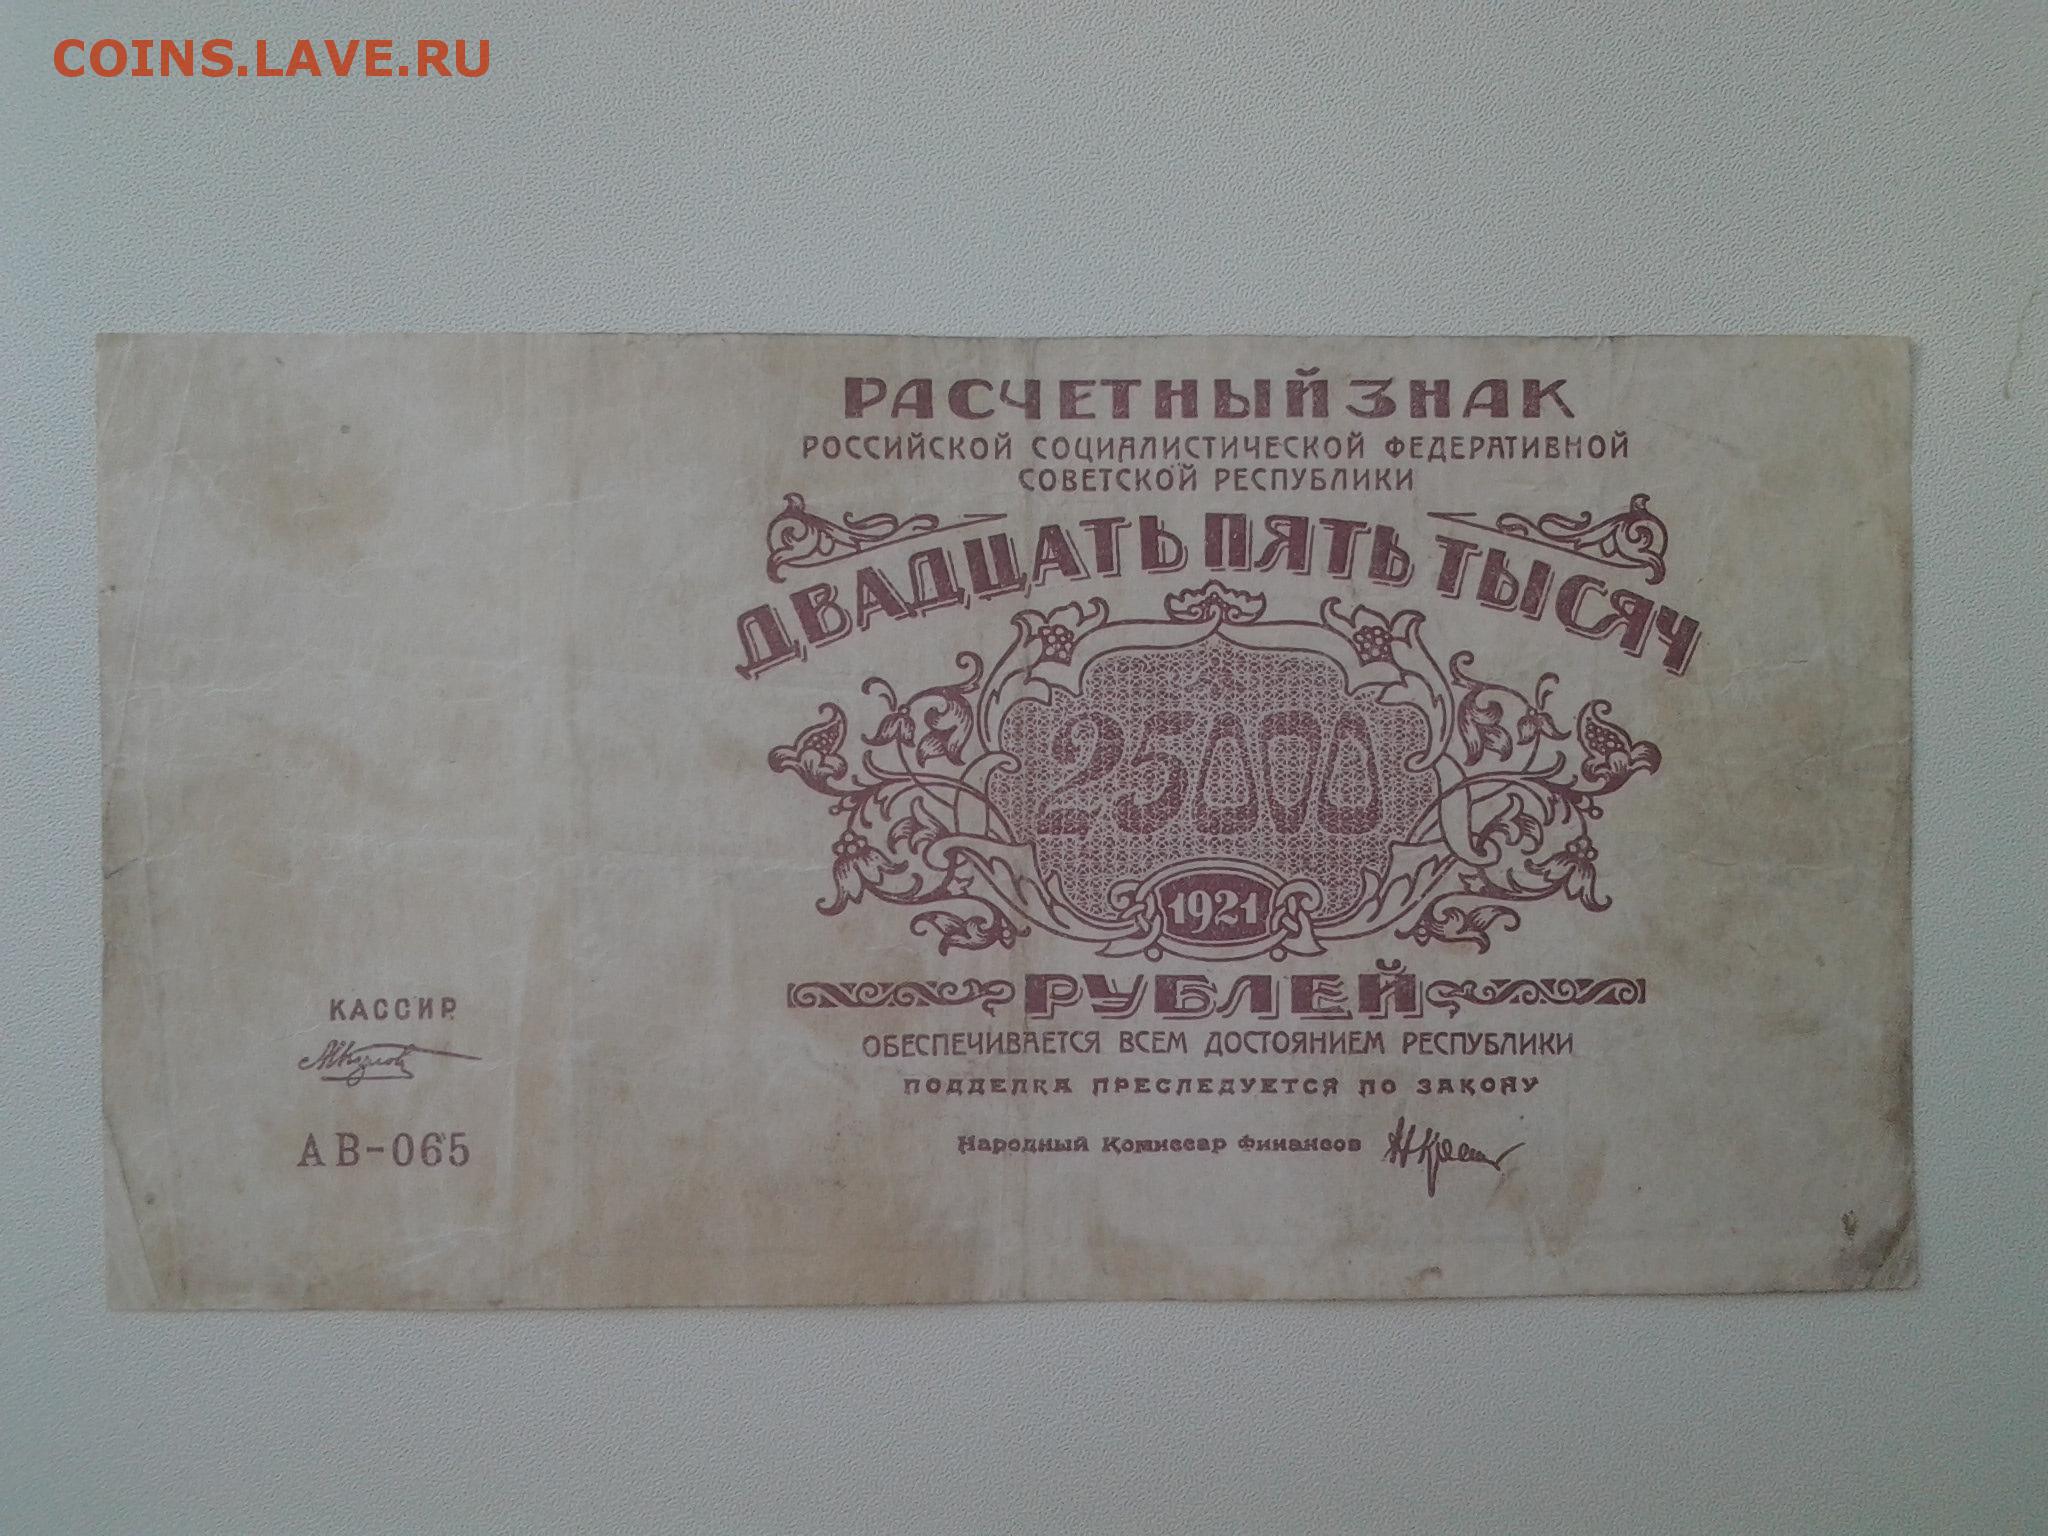 COINS.LAVE.RU
РАСЧЕТНЫЙ ЗНАК
РОССИЙСКОЙ СОЦИАЛИСТИЧЕСКОЙ ФЕДЕРАТИВНОЙ
СОВЕТСКОЙ РЕСПУБЛИКИ
ДВАДЦАТЬ ПЯТЬ ТЫСЯЧ
25000
1921
РУБЛЕЙ
ОБЕСПЕЧИВАЕТСЯ ВСЕМ ДОСТОЯНИЕМ РЕСПУБЛИКИ
ПОДДЕЛКА ПРЕСЛЕДУЕТСЯ ПО ЗАКОНУ
Народный Комиссар Финансов
КАССИР
АВ-065